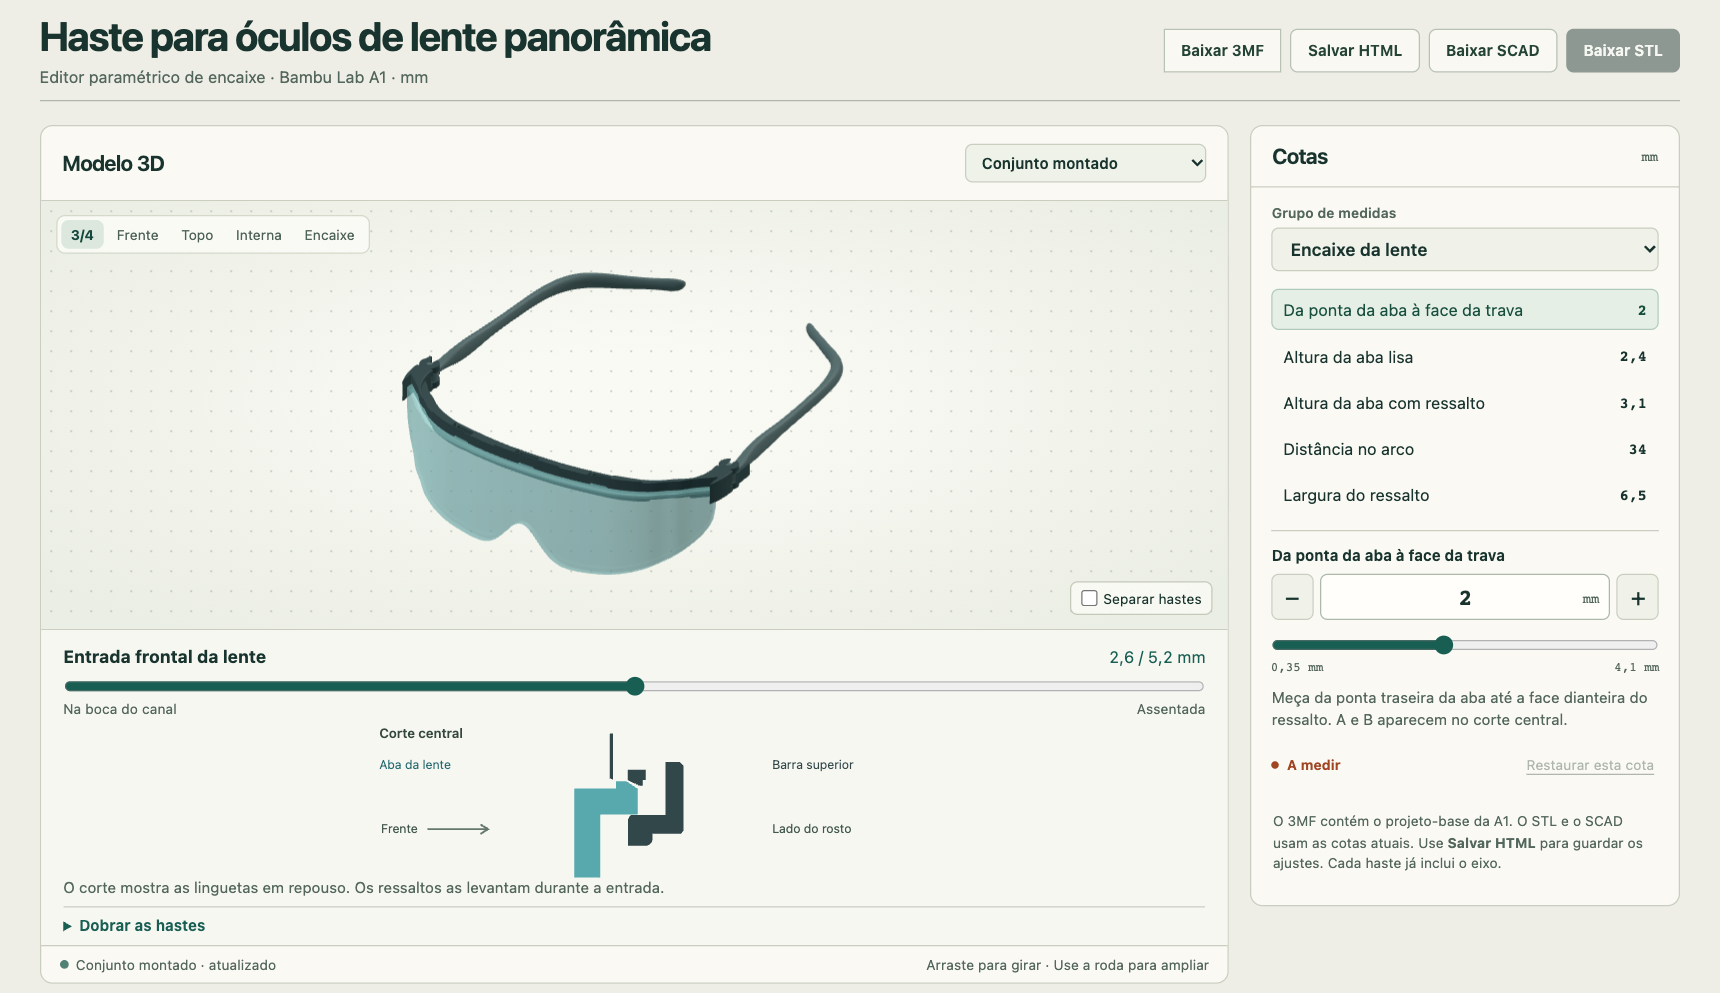 Haste para óculos de lente panorâmica
Editor paramétrico de encaixe · Bambu Lab A1 · mm
Baixar 3MF
Salvar HTML
Baixar SCAD
Baixar STL
Modelo 3D
Conjunto montado
3/4
Frente
Topo
Interna
Encaixe
Separar hastes
Entrada frontal da lente
2,6 / 5,2 mm
Na boca do canal
Assentada
Corte central
Aba da lente
Barra superior
Frente
Lado do rosto
O corte mostra as linguetas em repouso. Os ressaltos as levantam durante a entrada.
Dobrar as hastes
Conjunto montado · atualizado
Arraste para girar · Use a roda para ampliar
Cotas
mm
Grupo de medidas
Encaixe da lente
Da ponta da aba à face da trava 2
Altura da aba lisa 2,4
Altura da aba com ressalto 3,1
Distância no arco 34
Largura do ressalto 6,5
Da ponta da aba à face da trava
− 2 mm +
0,35 mm 4,1 mm
Meça da ponta traseira da aba até a face dianteira do
ressalto. A e B aparecem no corte central.
A medir
Restaurar esta cota
O 3MF contém o projeto-base da A1. O STL e o SCAD
usam as cotas atuais. Use Salvar HTML para guardar os
ajustes. Cada haste já inclui o eixo.